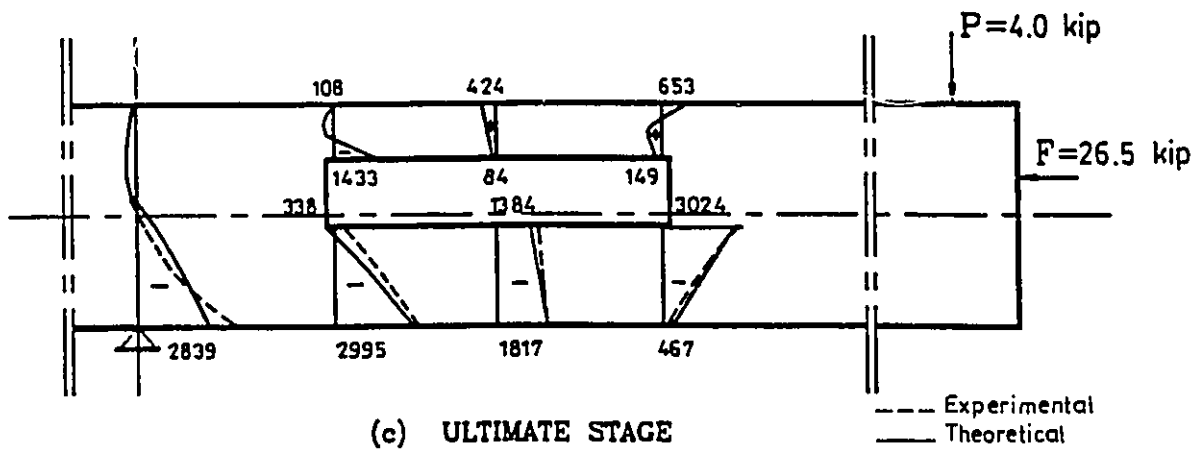 P=4.0 kip
108 424 653
F=26.5 kip
1433 84 149
338 1384 3024
2839 2995 1817 467
Experimental
(c) ULTIMATE STAGE
Theoretical